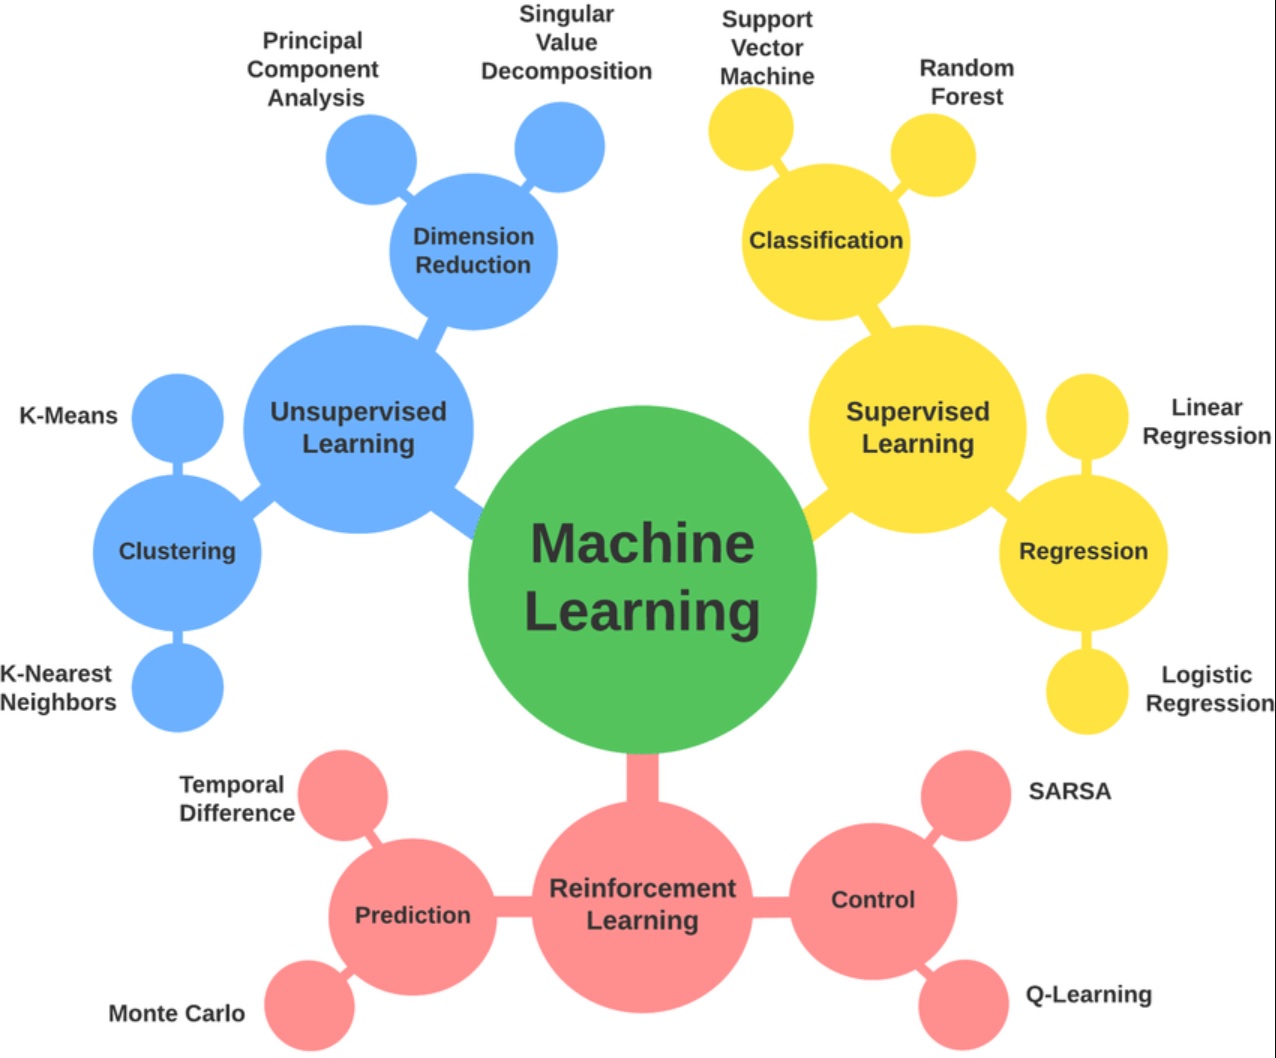 Principal
Component
Analysis
Singular
Value
Decomposition
Support
Vector
Machine
Random
Forest
Dimension
Reduction
Classification
Unsupervised
Learning
Supervised
Learning
K-Means
Linear
Regression
Clustering
Machine
Learning
Regression
K-Nearest
Neighbors
Logistic
Regression
Temporal
Difference
SARSA
Prediction
Reinforcement
Learning
Control
Monte Carlo
Q-Learning